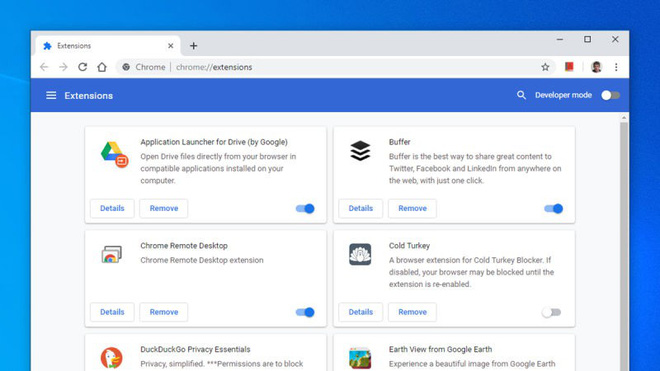 Extensions
Chrome | chrome://extensions
Extensions
Developer mode
Application Launcher for Drive (by Google)
Open Drive files directly from your browser in
compatible applications installed on your
computer.
Details
Remove
Buffer
Buffer is the best way to share great content to
Twitter, Facebook and LinkedIn from anywhere on
the web, with just one click.
Details
Remove
Chrome Remote Desktop
Chrome Remote Desktop extension
Details
Remove
Cold Turkey
A browser extension for Cold Turkey Blocker. If
disabled, your browser may be blocked until the
extension is re-enabled.
Details
Remove
DuckDuckGo Privacy Essentials
Privacy, simplified. ***Permissions are to block
Earth View from Google Earth
Experience a beautiful image from Google Earth